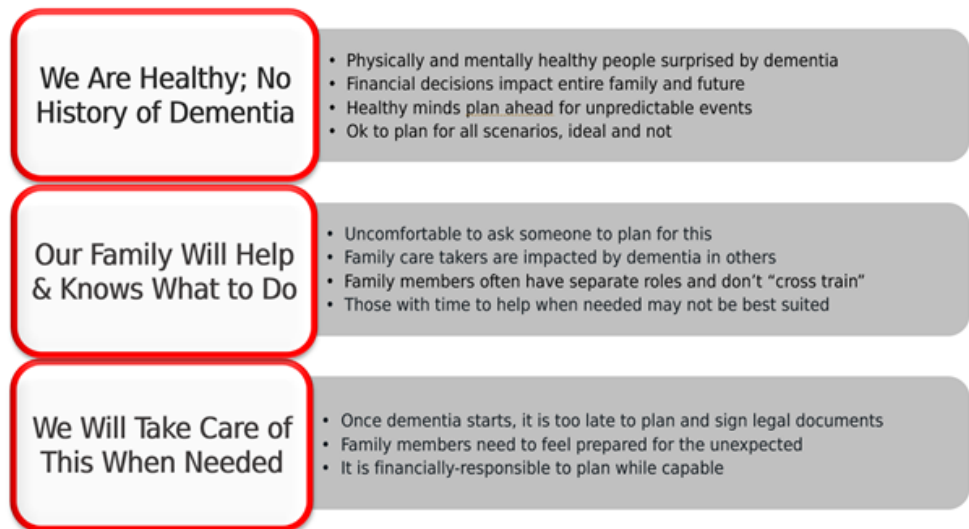 We Are Healthy; No
History of Dementia
• Physically and mentally healthy people surprised by dementia
• Financial decisions impact entire family and future
• Healthy minds plan ahead for unpredictable events
• Ok to plan for all scenarios, ideal and not
Our Family Will Help
& Knows What to Do
• Uncomfortable to ask someone to plan for this
• Family care takers are impacted by dementia in others
• Family members often have separate roles and don’t “cross train”
• Those with time to help when needed may not be best suited
We Will Take Care of
This When Needed
• Once dementia starts, it is too late to plan and sign legal documents
• Family members need to feel prepared for the unexpected
• It is financially-responsible to plan while capable